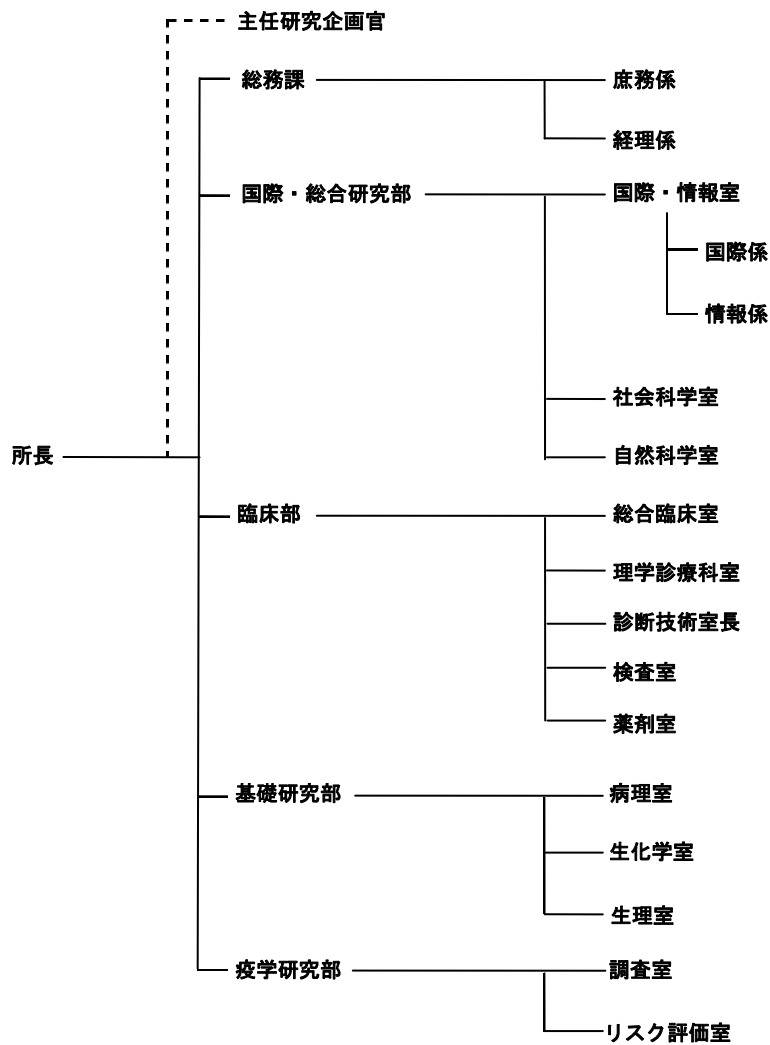 主任研究企画官
総務課
庶務係
経理係
国際・総合研究部
国際・情報室
国際係
情報係
社会科学室
自然科学室
所長
臨床部
総合臨床室
理学診療科室
診断技術室長
検査室
薬剤室
基礎研究部
病理室
生化学室
生理室
疫学研究部
調査室
リスク評価室